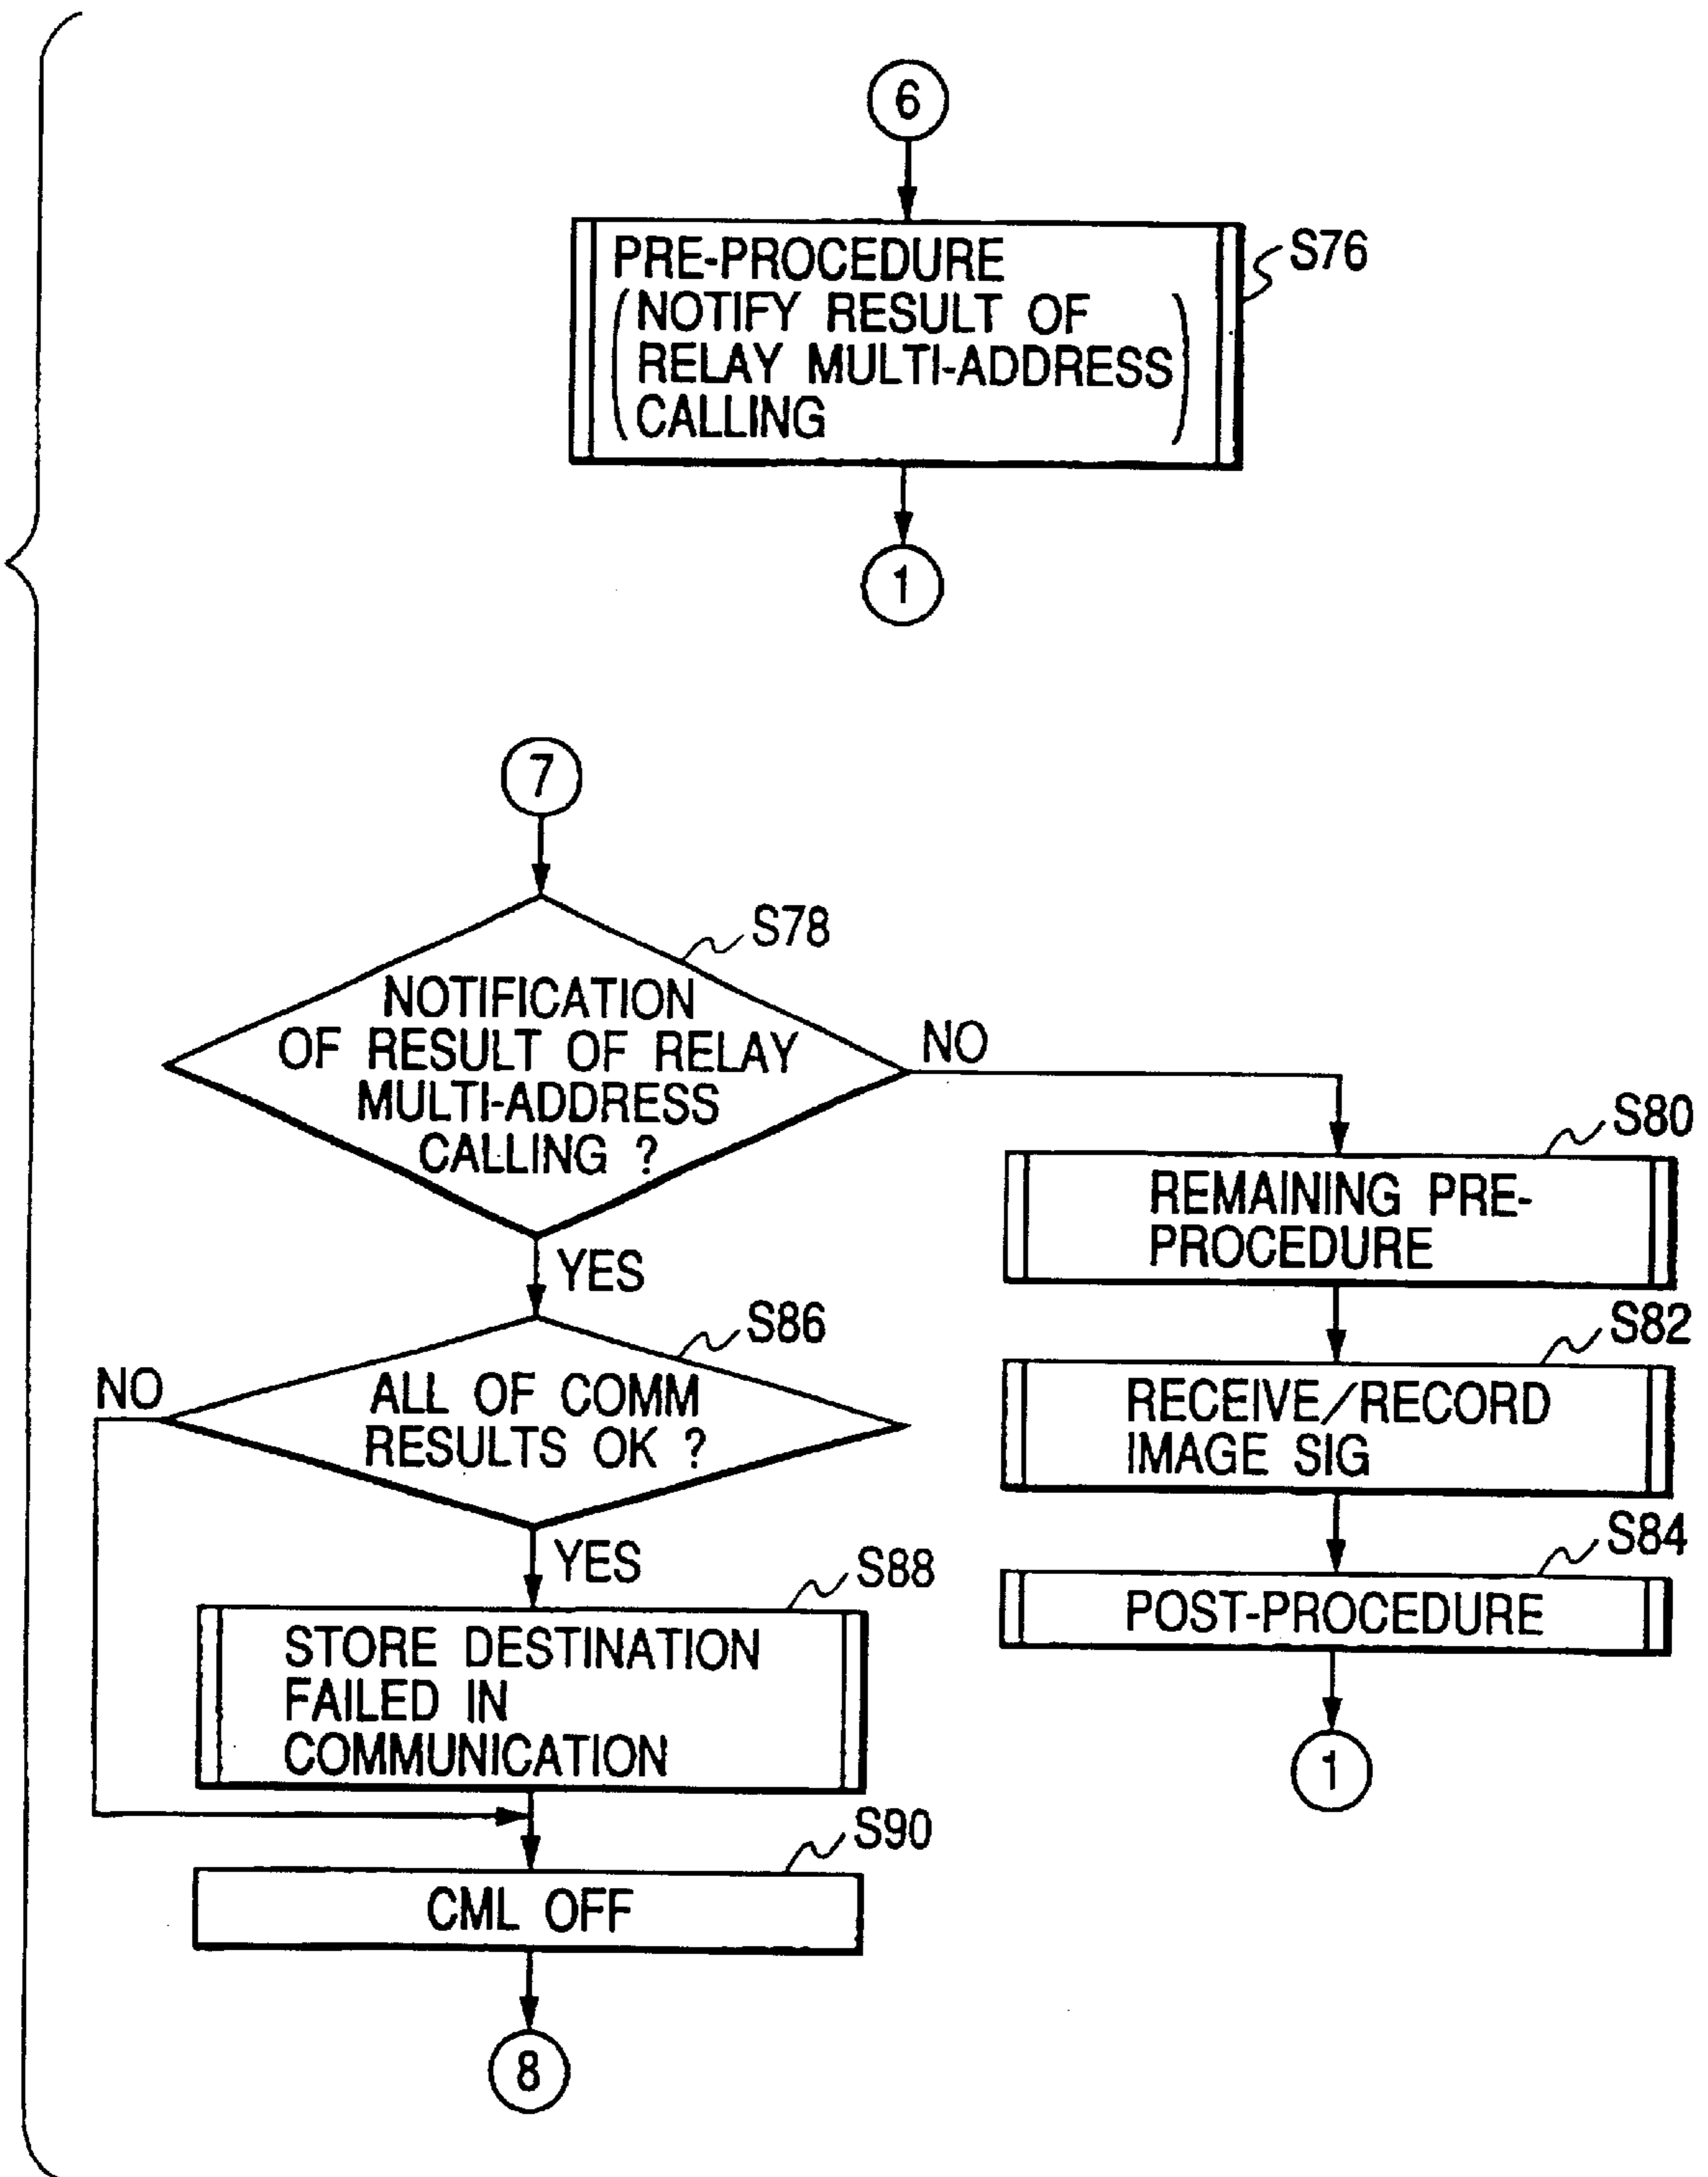 6
PRE-PROCEDURE
(NOTIFY RESULT OF
RELAY MULTI-ADDRESS
CALLING)
S76
1
7
S78
NOTIFICATION
OF RESULT OF RELAY
MULTI-ADDRESS
CALLING ?
NO
YES
S80
REMAINING PRE-
PROCEDURE
S82
RECEIVE/RECORD
IMAGE SIG
S84
POST-PROCEDURE
1
S86
ALL OF COMM
RESULTS OK ?
NO
YES
S88
STORE DESTINATION
FAILED IN
COMMUNICATION
S90
CML OFF
8